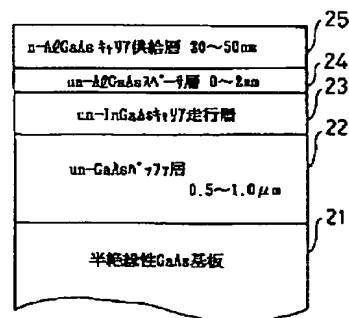 25
n-AlGaAs ｷｬﾘｱ供給層 30～50nm
24
un-AlGaAsｽﾍﾟｰｻ層 0～2nm
23
un-InGaAsｷｬﾘｱ走行層
22
un-GaAsﾊﾞｯﾌｧ層
0.5～1.0μm
21
半絶縁性GaAs基板